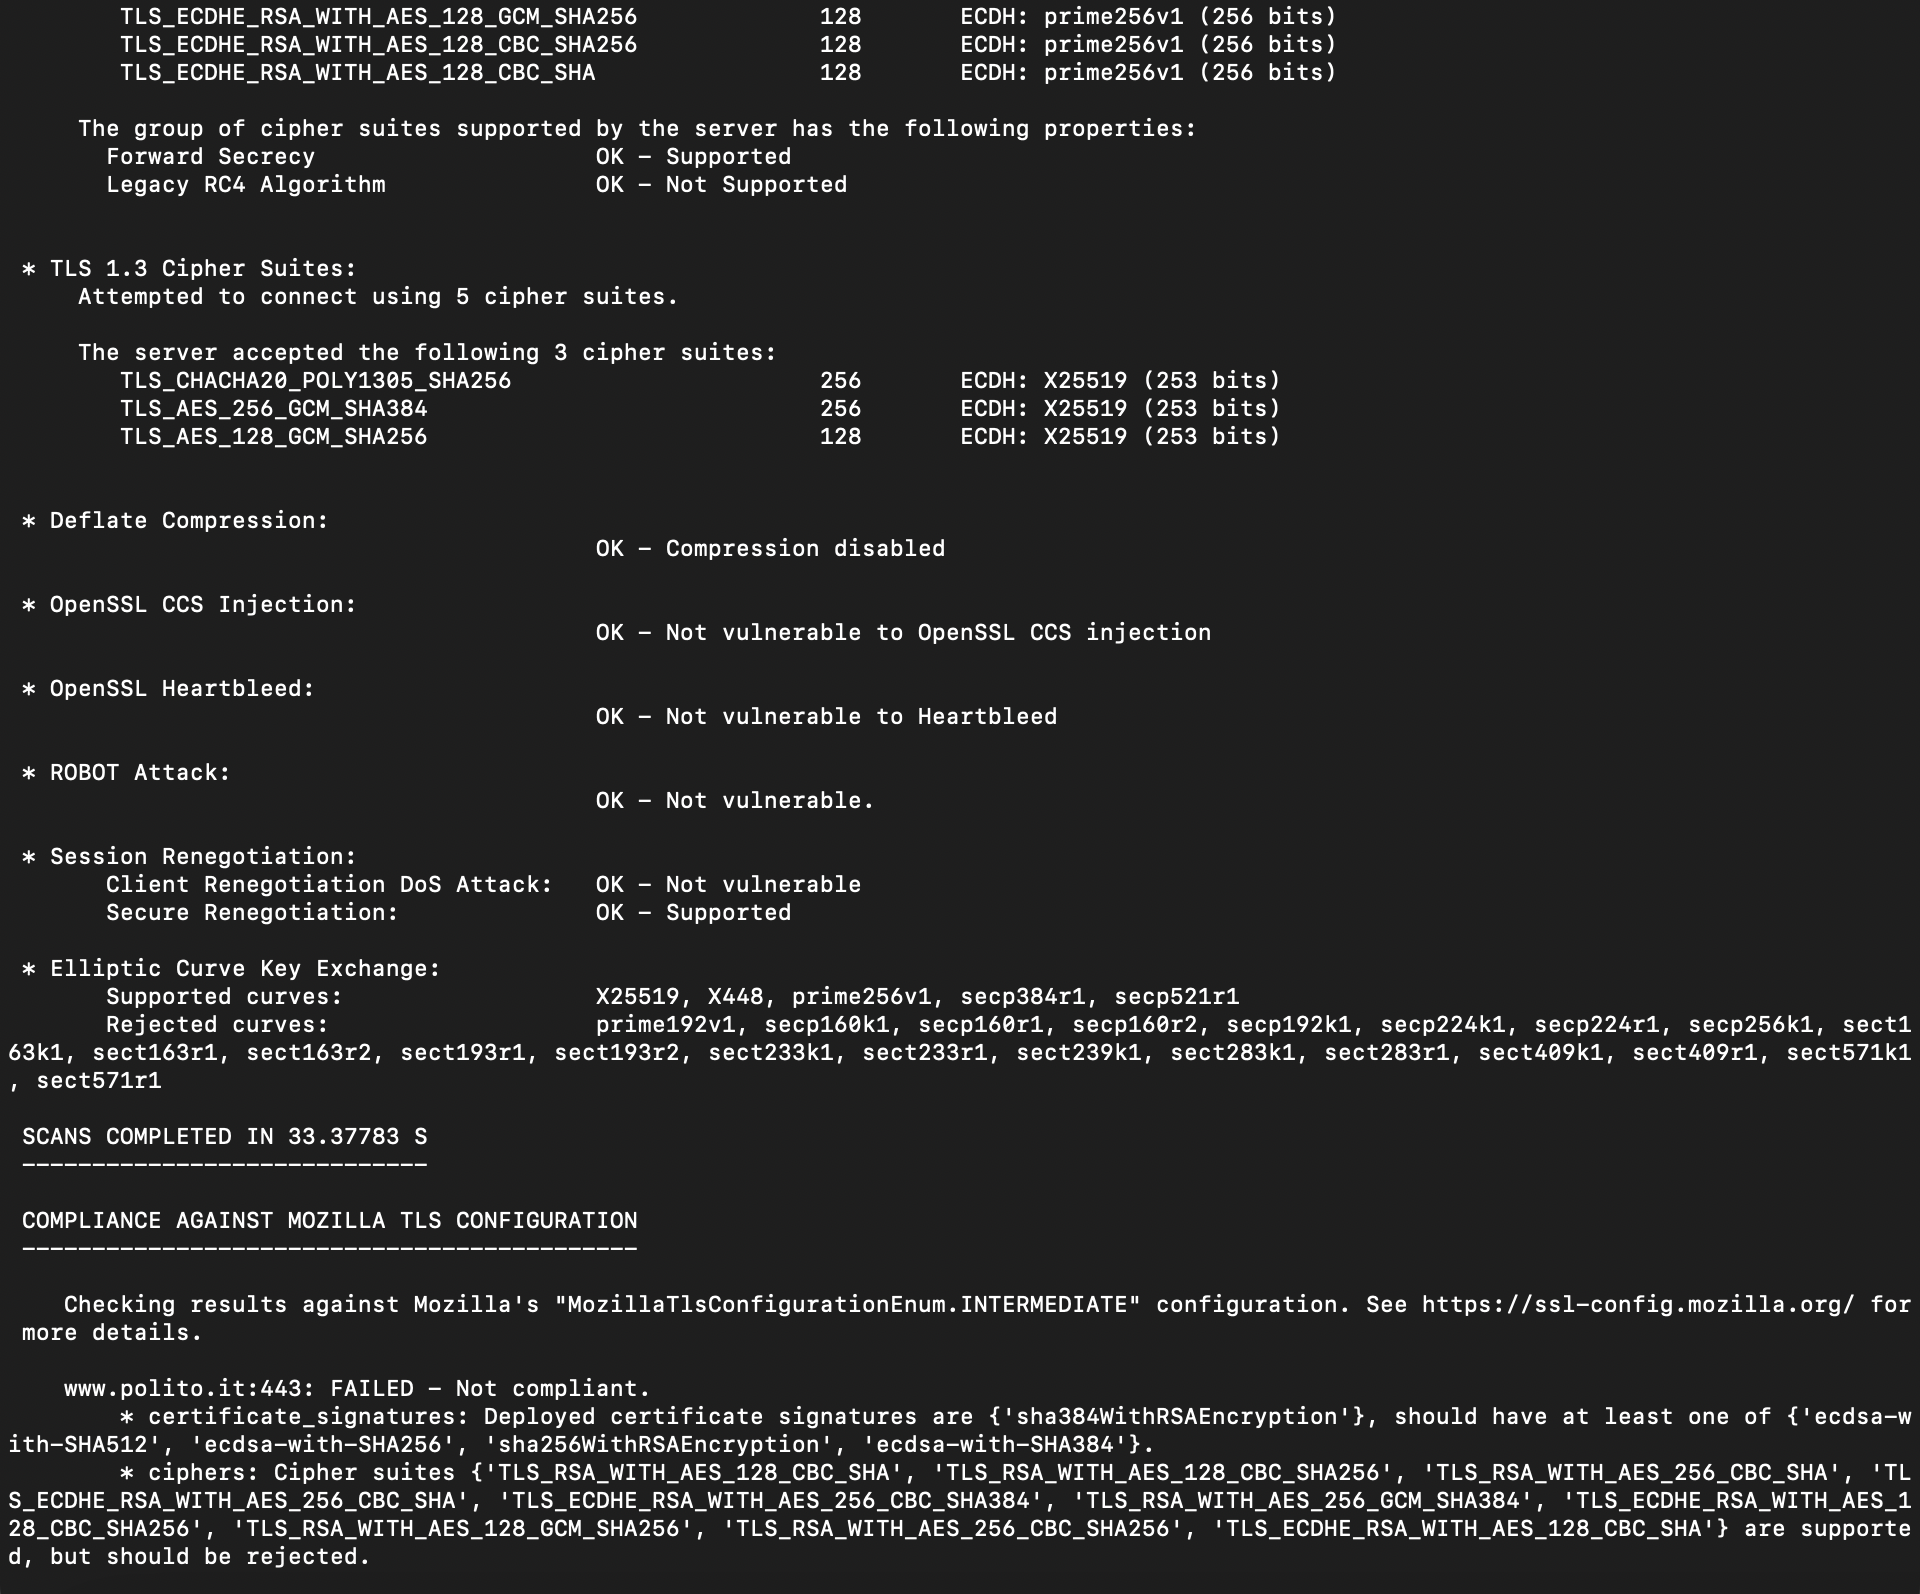 TLS_ECDHE_RSA_WITH_AES_128_GCM_SHA256 128 ECDH: prime256v1 (256 bits)
TLS_ECDHE_RSA_WITH_AES_128_CBC_SHA256 128 ECDH: prime256v1 (256 bits)
TLS_ECDHE_RSA_WITH_AES_128_CBC_SHA 128 ECDH: prime256v1 (256 bits)
The group of cipher suites supported by the server has the following properties:
Forward Secrecy OK - Supported
Legacy RC4 Algorithm OK - Not Supported
* TLS 1.3 Cipher Suites:
Attempted to connect using 5 cipher suites.
The server accepted the following 3 cipher suites:
TLS_CHACHA20_POLY1305_SHA256 256 ECDH: X25519 (253 bits)
TLS_AES_256_GCM_SHA384 256 ECDH: X25519 (253 bits)
TLS_AES_128_GCM_SHA256 128 ECDH: X25519 (253 bits)
* Deflate Compression:
OK - Compression disabled
* OpenSSL CCS Injection:
OK - Not vulnerable to OpenSSL CCS injection
* OpenSSL Heartbleed:
OK - Not vulnerable to Heartbleed
* ROBOT Attack:
OK - Not vulnerable.
* Session Renegotiation:
Client Renegotiation DoS Attack: OK - Not vulnerable
Secure Renegotiation: OK - Supported
* Elliptic Curve Key Exchange:
Supported curves: X25519, X448, prime256v1, secp384r1, secp521r1
Rejected curves: prime192v1, secp160k1, secp160r1, secp160r2, secp192k1, secp224k1, secp224r1, secp256k1, sect1
63k1, sect163r1, sect163r2, sect193r1, sect193r2, sect233k1, sect233r1, sect239k1, sect283k1, sect283r1, sect409k1, sect409r1, sect571k1
, sect571r1
SCANS COMPLETED IN 33.37783 S
-----------------------------
COMPLIANCE AGAINST MOZILLA TLS CONFIGURATION
--------------------------------------------
Checking results against Mozilla's "MozillaTlsConfigurationEnum.INTERMEDIATE" configuration. See https://ssl-config.mozilla.org/ for
more details.
www.polito.it:443: FAILED - Not compliant.
* certificate_signatures: Deployed certificate signatures are {'sha384WithRSAEncryption'}, should have at least one of {'ecdsa-w
ith-SHA512', 'ecdsa-with-SHA256', 'sha256WithRSAEncryption', 'ecdsa-with-SHA384'}.
* ciphers: Cipher suites {'TLS_RSA_WITH_AES_128_CBC_SHA', 'TLS_RSA_WITH_AES_128_CBC_SHA256', 'TLS_RSA_WITH_AES_256_CBC_SHA', 'TL
S_ECDHE_RSA_WITH_AES_256_CBC_SHA', 'TLS_ECDHE_RSA_WITH_AES_256_CBC_SHA384', 'TLS_RSA_WITH_AES_256_GCM_SHA384', 'TLS_ECDHE_RSA_WITH_AES_1
28_CBC_SHA256', 'TLS_RSA_WITH_AES_128_GCM_SHA256', 'TLS_RSA_WITH_AES_256_CBC_SHA256', 'TLS_ECDHE_RSA_WITH_AES_128_CBC_SHA'} are supporte
d, but should be rejected.